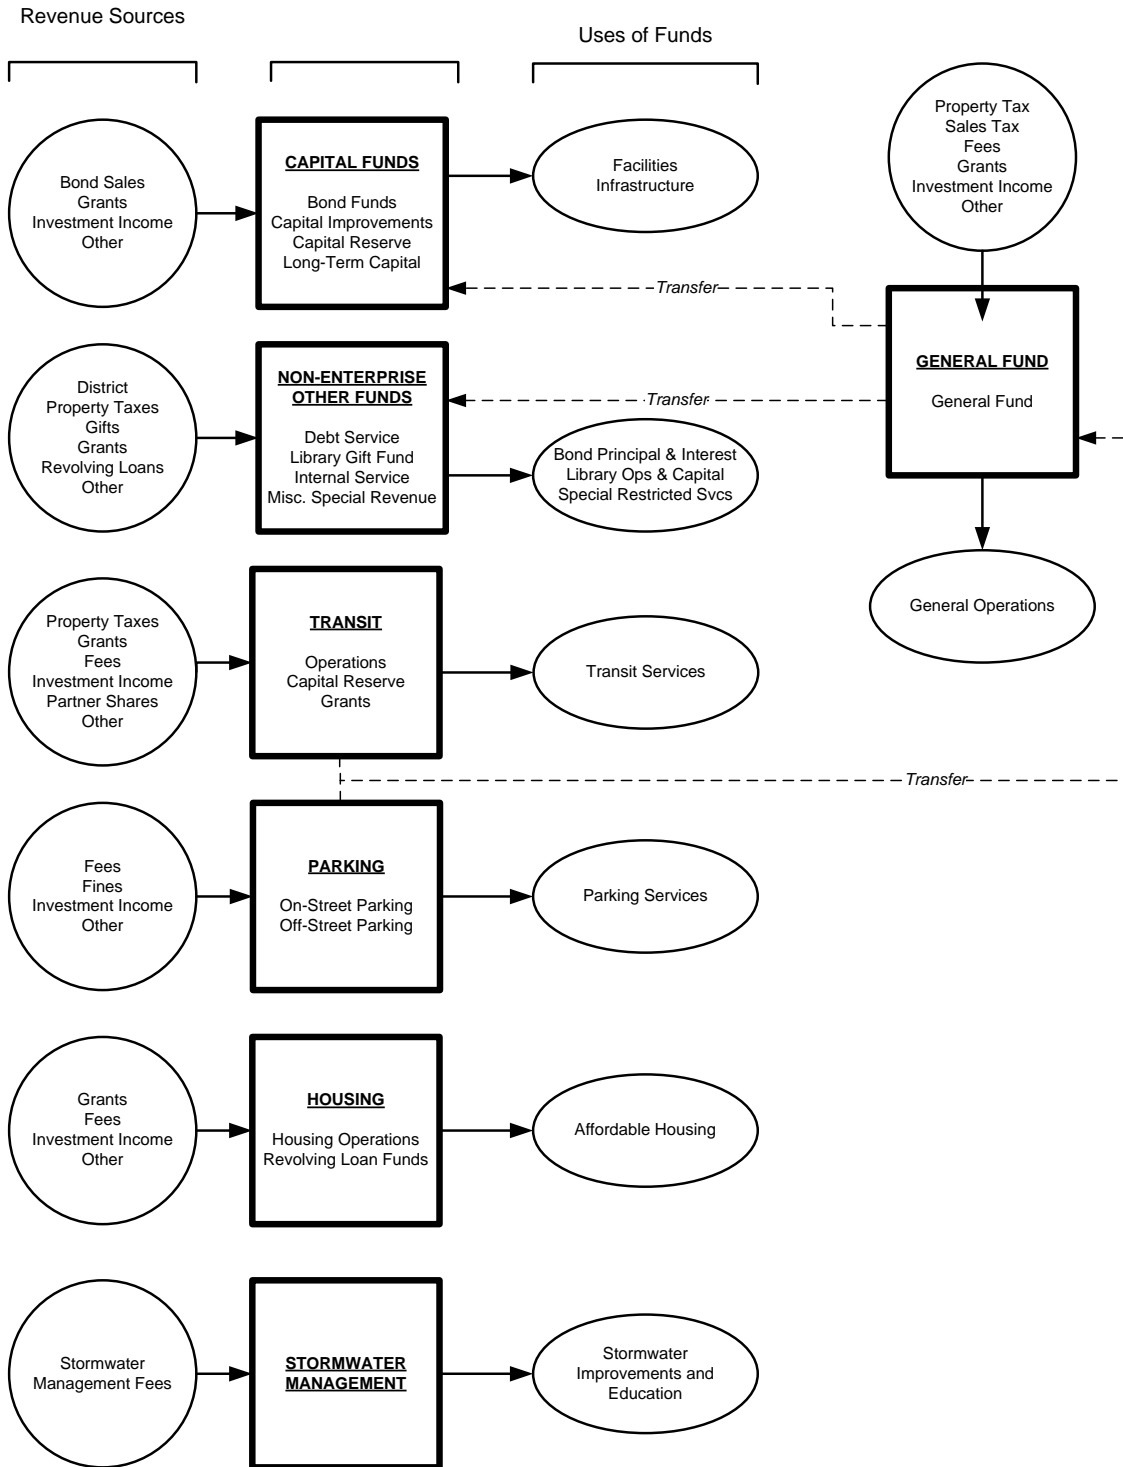 Revenue Sources
Uses of Funds
Bond Sales
Grants
Investment Income
Other
CAPITAL FUNDS
Bond Funds
Capital Improvements
Capital Reserve
Long-Term Capital
Facilities
Infrastructure
Property Tax
Sales Tax
Fees
Grants
Investment Income
Other
Transfer
District
Property Taxes
Gifts
Grants
Revolving Loans
Other
NON-ENTERPRISE
OTHER FUNDS
Debt Service
Library Gift Fund
Internal Service
Misc. Special Revenue
Transfer
Bond Principal & Interest
Library Ops & Capital
Special Restricted Svcs
GENERAL FUND
General Fund
General Operations
Property Taxes
Grants
Fees
Investment Income
Partner Shares
Other
TRANSIT
Operations
Capital Reserve
Grants
Transit Services
Transfer
Fees
Fines
Investment Income
Other
PARKING
On-Street Parking
Off-Street Parking
Parking Services
Grants
Fees
Investment Income
Other
HOUSING
Housing Operations
Revolving Loan Funds
Affordable Housing
Stormwater
Management Fees
STORMWATER
MANAGEMENT
Stormwater
Improvements and
Education